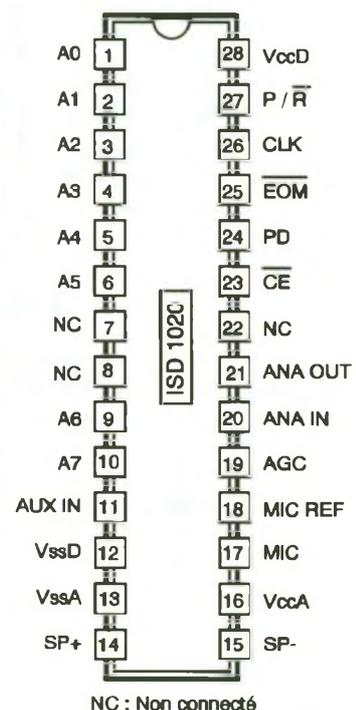 A0 1 28 VccD
A1 2 27 P / R̅
A2 3 26 CLK
A3 4 25 E̅O̅M̅
A4 5 24 PD
A5 6 23 C̅E̅
NC 7 22 NC
NC 8 21 ANA OUT
A6 9 20 ANA IN
A7 10 19 AGC
AUX IN 11 18 MIC REF
VssD 12 17 MIC
VssA 13 16 VccA
SP+ 14 15 SP-
ISD 1020
NC : Non connecté